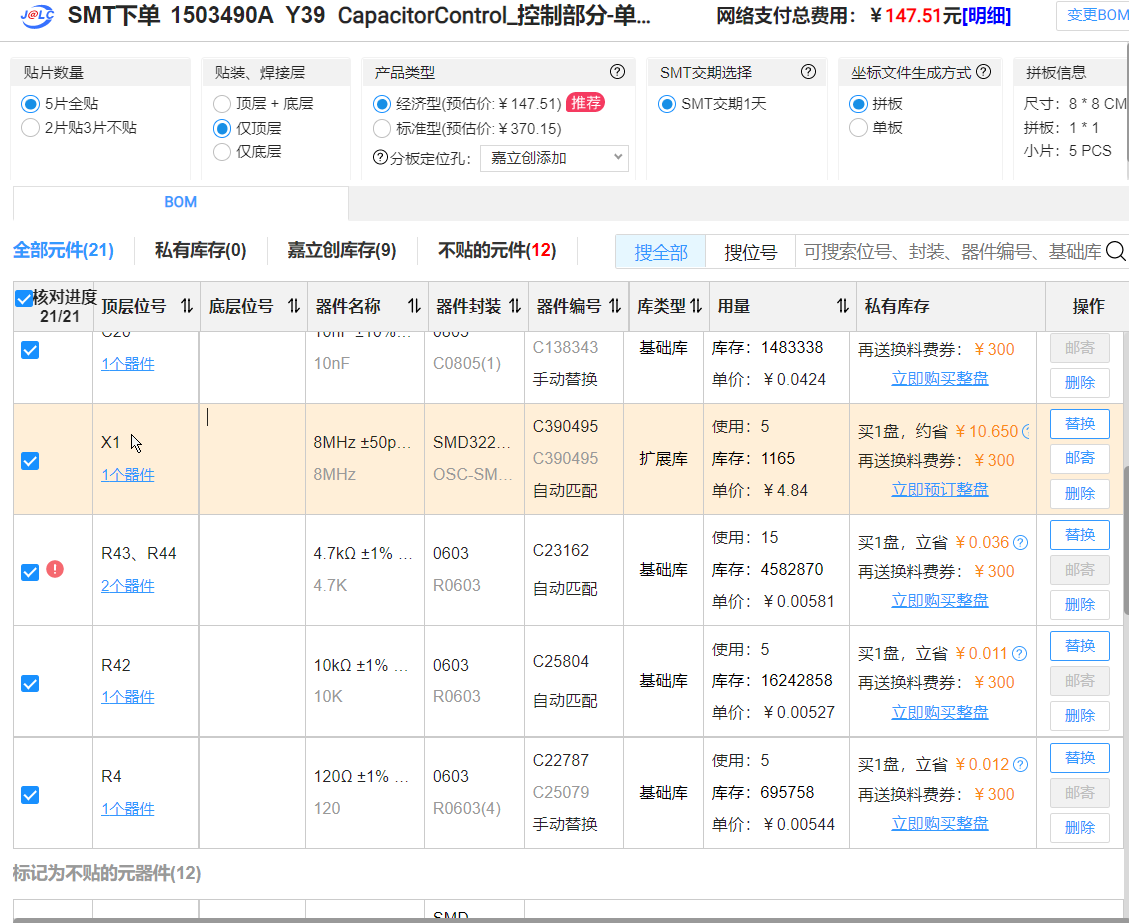 J@LC SMT下单 1503490A Y39 CapacitorControl_控制部分-单... 网络支付总费用：￥147.51元[明细] 变更BOM
贴片数量 贴装、焊接层 产品类型 SMT交期选择 坐标文件生成方式 拼板信息
5片全贴 顶层 + 底层 经济型(预估价:￥147.51) 推荐 SMT交期1天 拼板 尺寸：8 * 8 CM
2片贴3片不贴 仅顶层 标准型(预估价:￥370.15) 单板 拼板：1 * 1
仅底层 分板定位孔： 嘉立创添加 小片：5 PCS
BOM
全部元件(21) 私有库存(0) 嘉立创库存(9) 不贴的元件(12) 搜全部 搜位号 可搜索位号、封装、器件编号、基础库
核对进度 21/21 顶层位号 底层位号 器件名称 器件封装 器件编号 库类型 用量 私有库存 操作
C20 10nF ±10%... 0805 C138343 基础库 库存：1483338 再送换料费券：￥300 邮寄
1个器件 10nF C0805(1) 手动替换 单价：￥0.0424 立即购买整盘 删除
C390495 使用：5 买1盘，约省 ￥10.650 替换
X1 8MHz ±50p... SMD322... C390495 扩展库 库存：1165 再送换料费券：￥300 邮寄
1个器件 8MHz OSC-SM... 自动匹配 单价：￥4.84 立即预订整盘 删除
使用：15 买1盘，立省 ￥0.036 替换
R43、R44 4.7kΩ ±1% ... 0603 C23162 基础库 库存：4582870 再送换料费券：￥300 邮寄
2个器件 4.7K R0603 自动匹配 单价：￥0.00581 立即购买整盘 删除
使用：5 买1盘，立省 ￥0.011 替换
R42 10kΩ ±1% ... 0603 C25804 基础库 库存：16242858 再送换料费券：￥300 邮寄
1个器件 10K R0603 自动匹配 单价：￥0.00527 立即购买整盘 删除
C22787 使用：5 买1盘，立省 ￥0.012 替换
R4 120Ω ±1% ... 0603 C25079 基础库 库存：695758 再送换料费券：￥300 邮寄
1个器件 120 R0603(4) 手动替换 单价：￥0.00544 立即购买整盘 删除
标记为不贴的元器件(12)
SMD